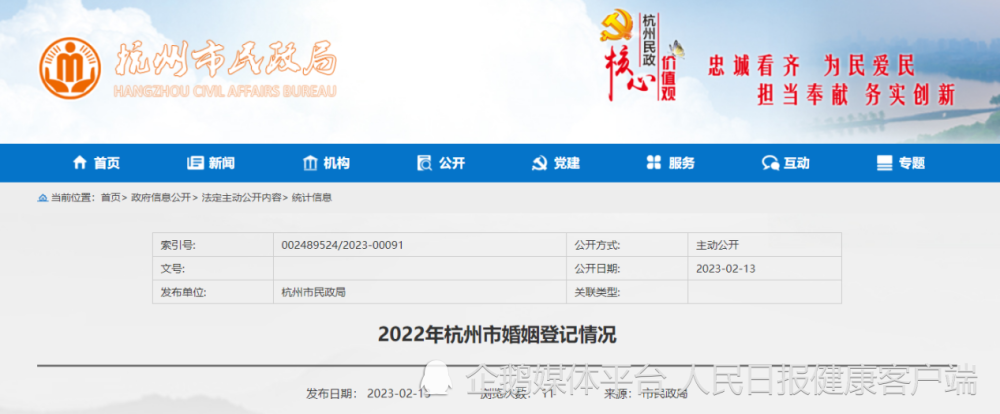 杭州市民政局
HANGZHOU CIVIL AFFAIRS BUREAU
杭州民政
核心
价值观
忠诚看齐 为民爱民
担当奉献 务实创新
首页 新闻 机构 公开 党建 服务 互动 专题
当前位置：首页> 政府信息公开> 法定主动公开内容> 统计信息
索引号: 002489524/2023-00091 公开方式: 主动公开
文号: 公开日期: 2023-02-13
发布单位: 杭州市民政局 关联类型:
2022年杭州市婚姻登记情况
发布日期： 2023-02-13 浏览次数： 11 来源： 市民政局
企鹅媒体平台 人民日报健康客户端